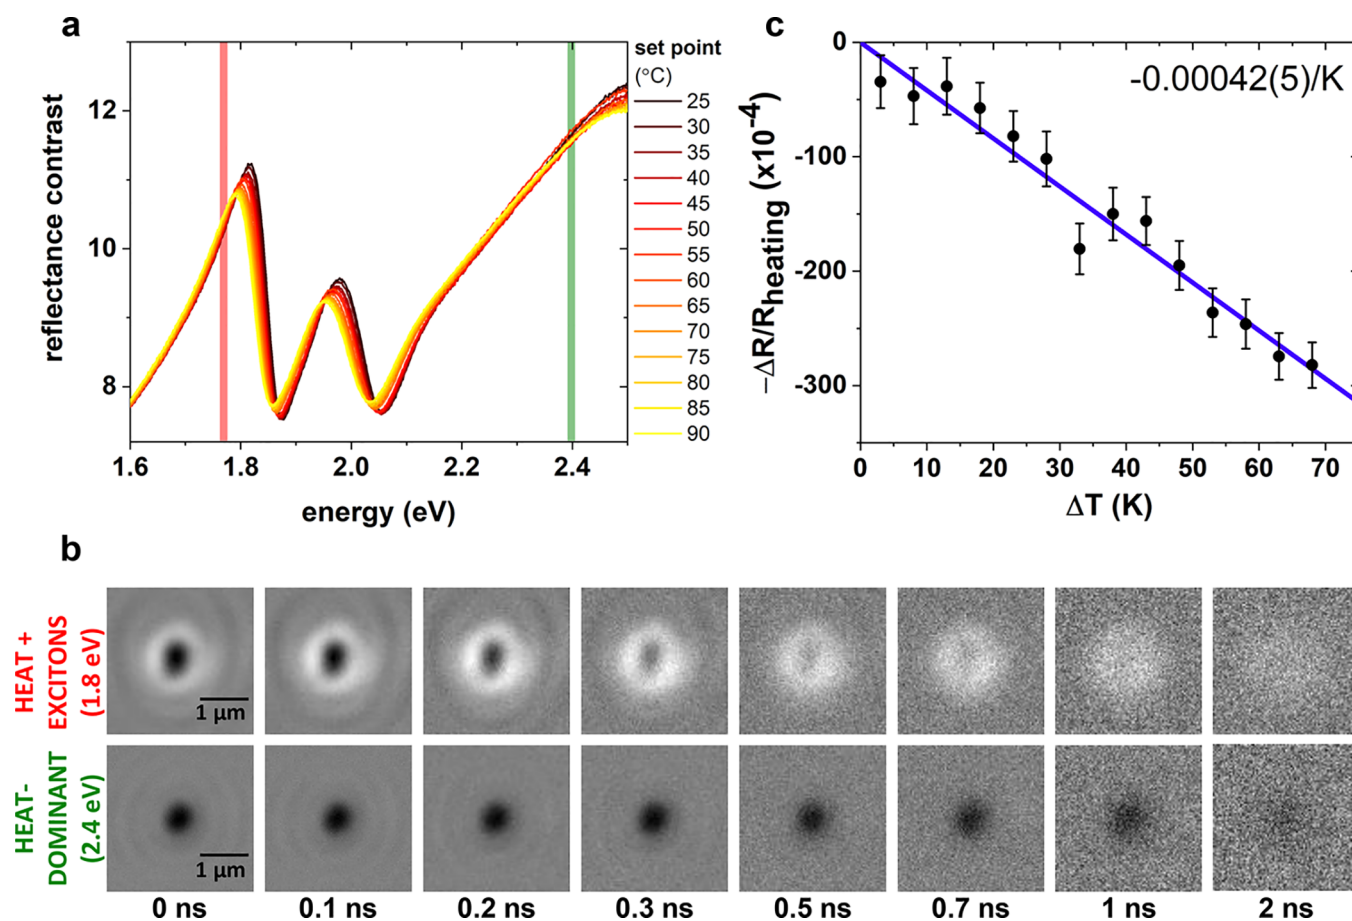 a
reflectance contrast
12
10
8
1.6
1.8
2.0
2.2
2.4
energy (eV)
set point
(°C)
25
30
35
40
45
50
55
60
65
70
75
80
85
90
c
-0.00042(5)/K
−ΔR/Rheating (x10-4)
0
-100
-200
-300
0
10
20
30
40
50
60
70
ΔT (K)
b
HEAT +
EXCITONS
(1.8 eV)
1 μm
HEAT-
DOMINANT
(2.4 eV)
1 μm
0 ns
0.1 ns
0.2 ns
0.3 ns
0.5 ns
0.7 ns
1 ns
2 ns